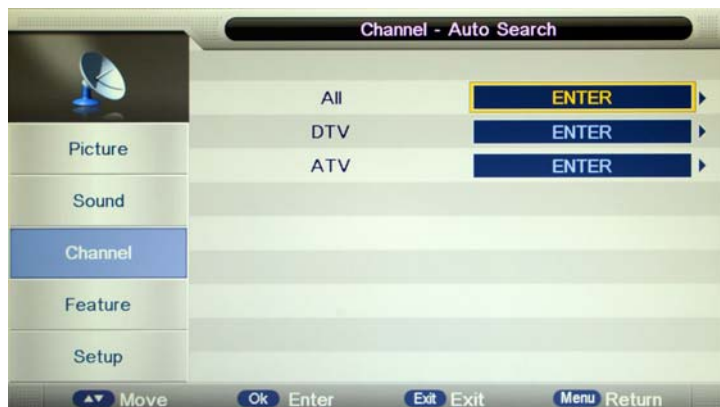 Channel - Auto Search
All ENTER
DTV ENTER
ATV ENTER
Picture
Sound
Channel
Feature
Setup
Move Ok Enter Exit Exit Menu Return